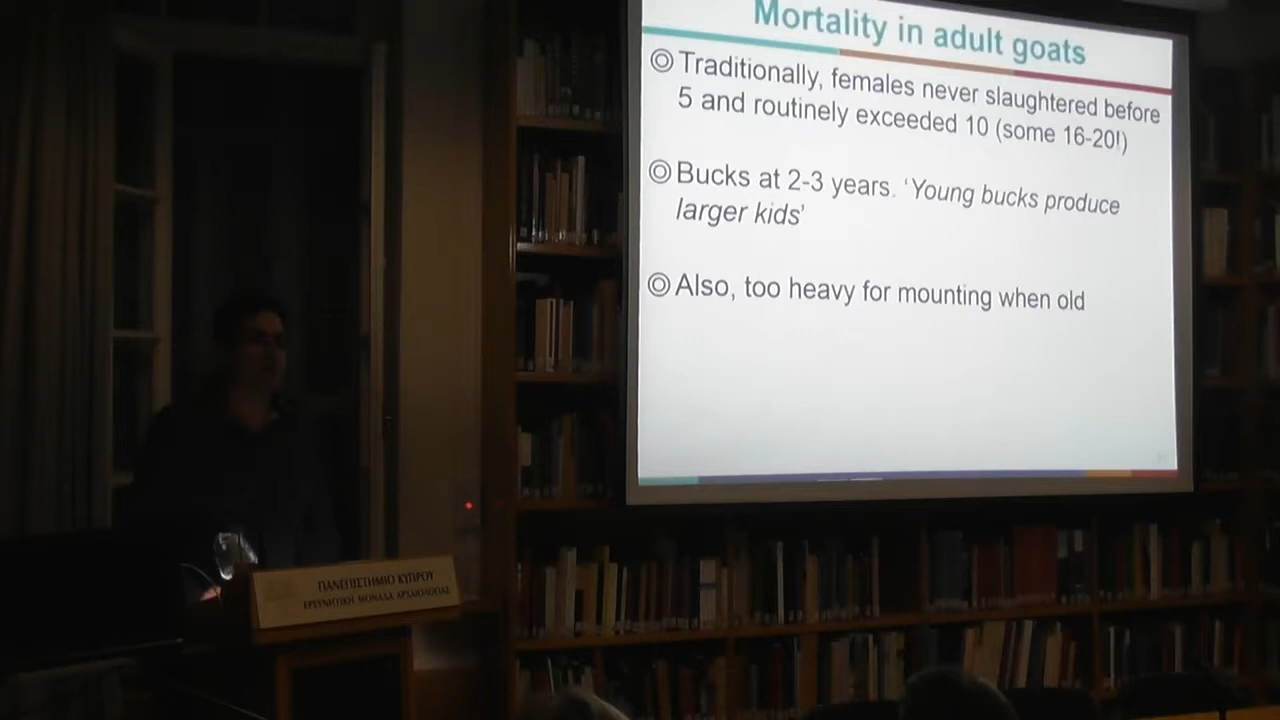 Mortality in adult goats
◎ Traditionally, females never slaughtered before
5 and routinely exceeded 10 (some 16-20!)
◎ Bucks at 2-3 years. ‘Young bucks produce
larger kids’
◎ Also, too heavy for mounting when old
ΠΑΝΕΠΙΣΤΗΜΙΟ ΚΥΠΡΟΥ
ΕΡΕΥΝΗΤΙΚΗ ΜΟΝΑΔΑ ΑΡΧΑΙΟΛΟΓΙΑΣ